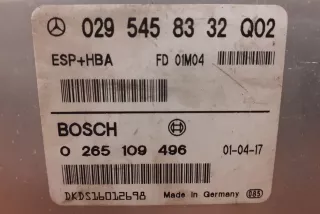 029 545 83 32 Q02
ESP+HBA FD 01M04
BOSCH
0 265 109 496 01-04-17
DKDS16012698 Made in Germany 085